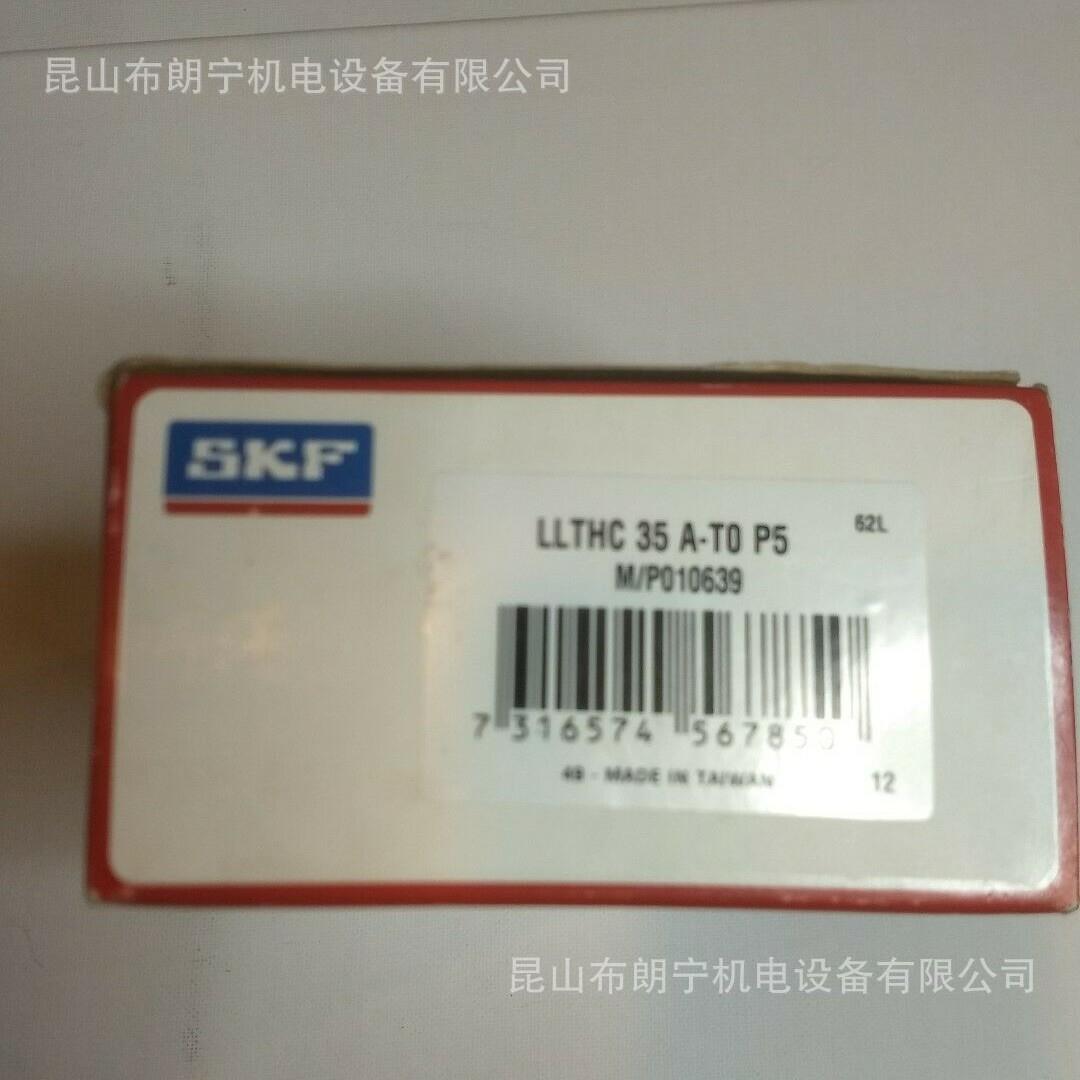 昆山布朗宁机电设备有限公司
SKF
LLTHC 35 A-T0 P5
62L
M/P010639
7 316574 567850
49 - MADE IN TAIWAN
12
昆山布朗宁机电设备有限公司